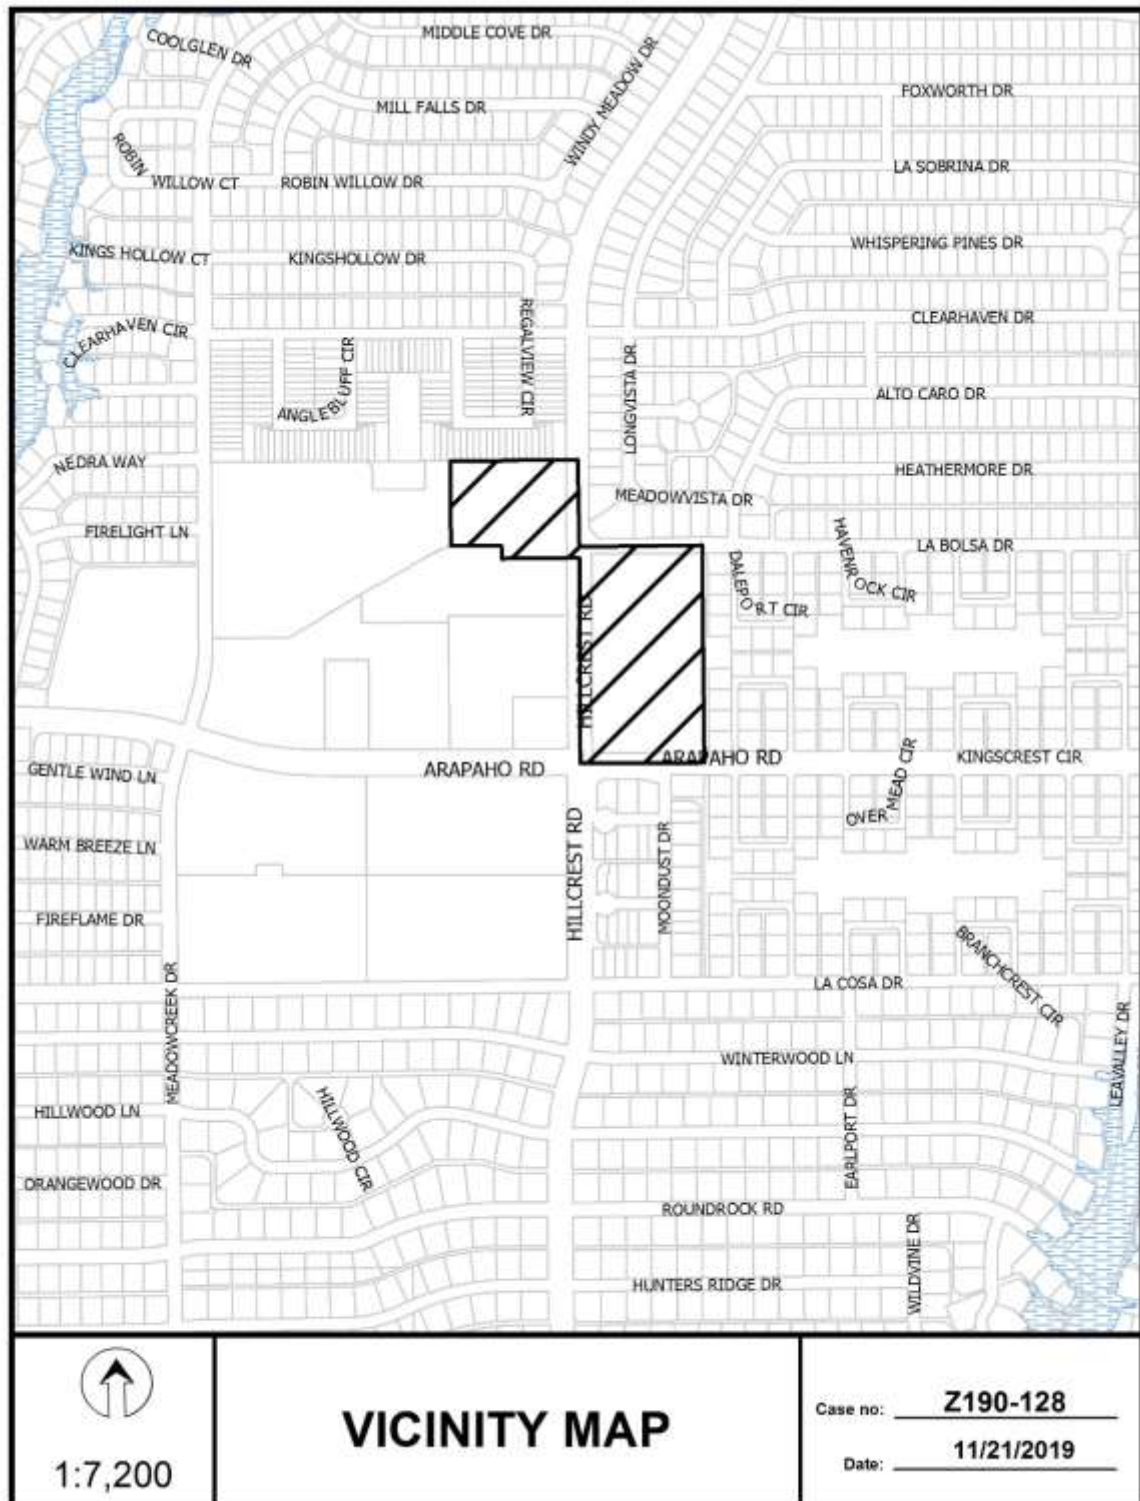 MIDDLE COVE DR
COOLGLEN DR
WINDY MEADOW DR
FOXWORTH DR
MILL FALLS DR
ROBIN
WILLOW CT
ROBIN WILLOW DR
LA SOBRINA DR
WHISPERING PINES DR
KINGS HOLLOW CT
KINGSHOLLOW DR
CLEARHAVEN CIR
REGALVIEW CIR
CLEARHAVEN DR
ANGLEBLUFF CIR
LONGVISTA DR
ALTO CARO DR
NEDRA WAY
HEATHERMORE DR
MEADOWVISTA DR
FIRELIGHT LN
LA BOLSA DR
DALEPORT CIR
HAVENROCK CIR
HILLCREST RD
ARAPAHO RD
ARAPAHO RD
KINGSCREST CIR
GENTLE WIND LN
OVERMEAD CIR
WARM BREEZE LN
HILLCREST RD
MOONDUST DR
FIREFLAME DR
BRANCHCREST CIR
LA COSA DR
MEADOWCREEK DR
LEAVALLEY DR
WINTERWOOD LN
HILLWOOD LN
HILLWOOD CIR
EARLPORT DR
ORANGEWOOD DR
ROUNDROCK RD
WILDVINE DR
HUNTERS RIDGE DR
1:7,200
VICINITY MAP
Case no: Z190-128
Date: 11/21/2019